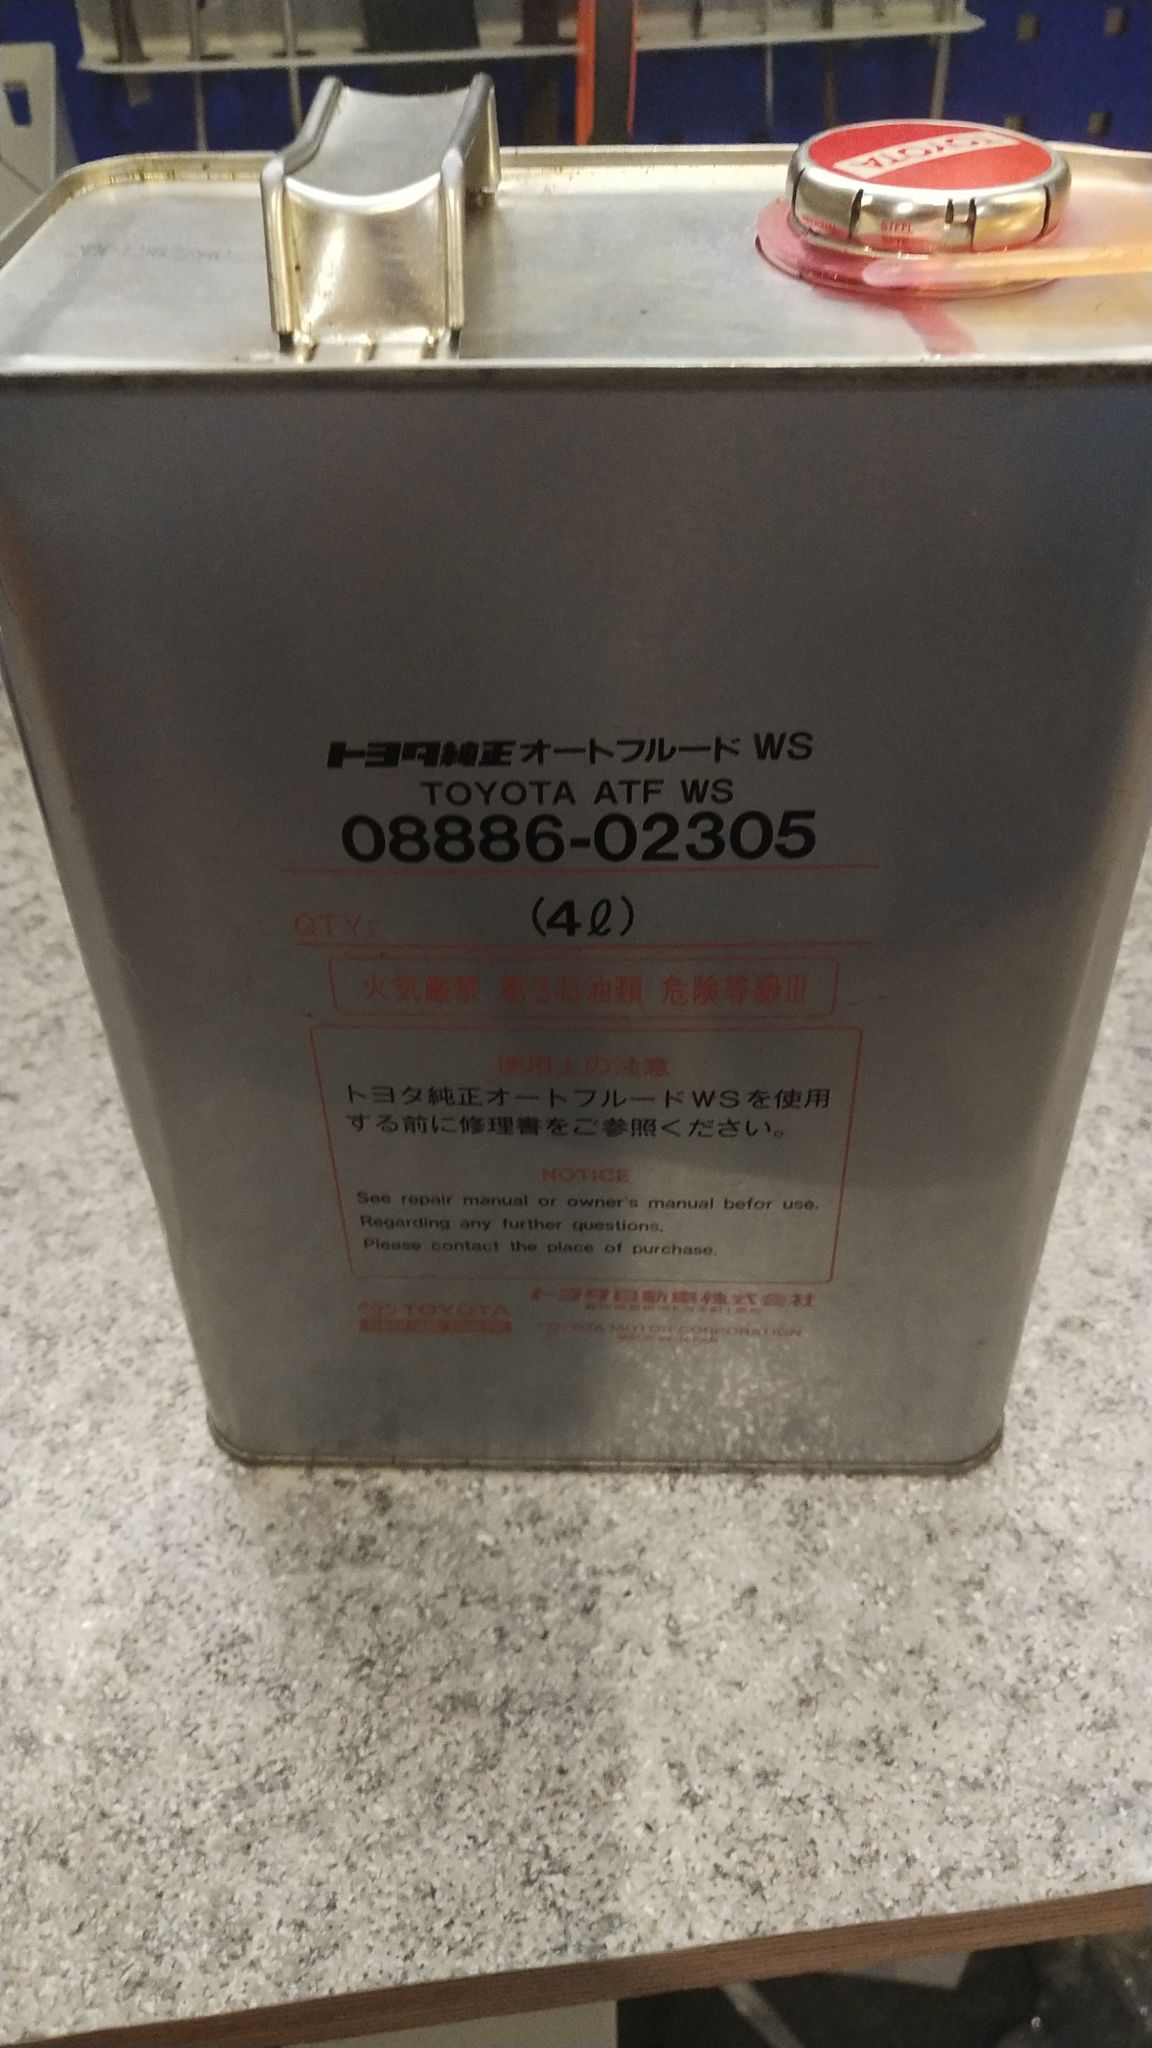 TOYOTA
STEEL
トヨタ純正オートフルード WS
TOYOTA ATF WS
08886-02305
QTY:
(4ℓ)
火気厳禁 第3石油類 危険等級III
使用上の注意
トヨタ純正オートフルードWSを使用
する前に修理書をご参照ください。
NOTICE
See repair manual or owner's manual befor use.
Regarding any further questions,
Please contact the place of purchase.
TOYOTA
トヨタ自動車株式会社
TOYOTA MOTOR CORPORATION